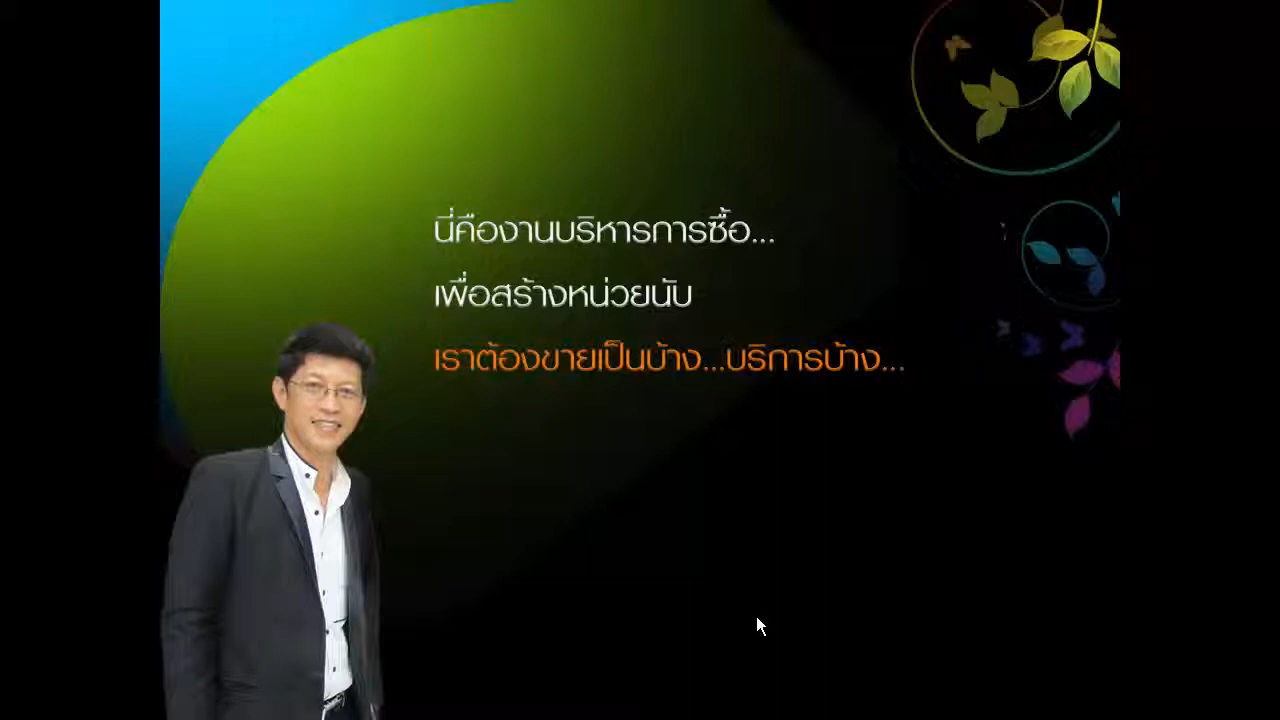 นี่คืองานบริหารการซื้อ...
เพื่อสร้างหน่วยนับ
เราต้องขายเป็นบ้าง...บริการบ้าง...